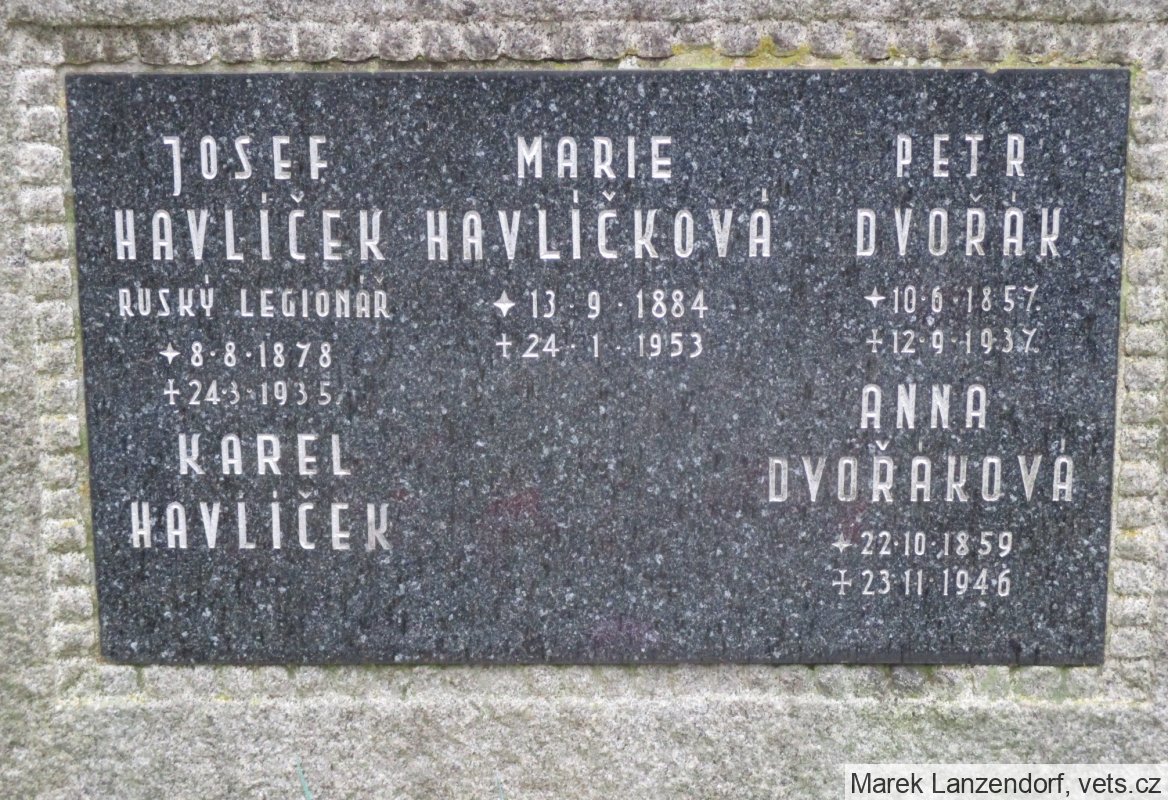 JOSEF
HAVLÍČEK
RUSKÝ LEGIONÁŘ
✦ 8·8·1878
+ 24·3·1935
KAREL
HAVLÍČEK
MARIE
HAVLÍČKOVÁ
✦ 13·9·1884
+ 24·1·1953
PETR
DVOŘÁK
✦ 10·6·1857
+ 12·9·1937
ANNA
DVOŘÁKOVÁ
✦ 22·10·1859
+ 23·11·1946
Marek Lanzendorf, vets.cz